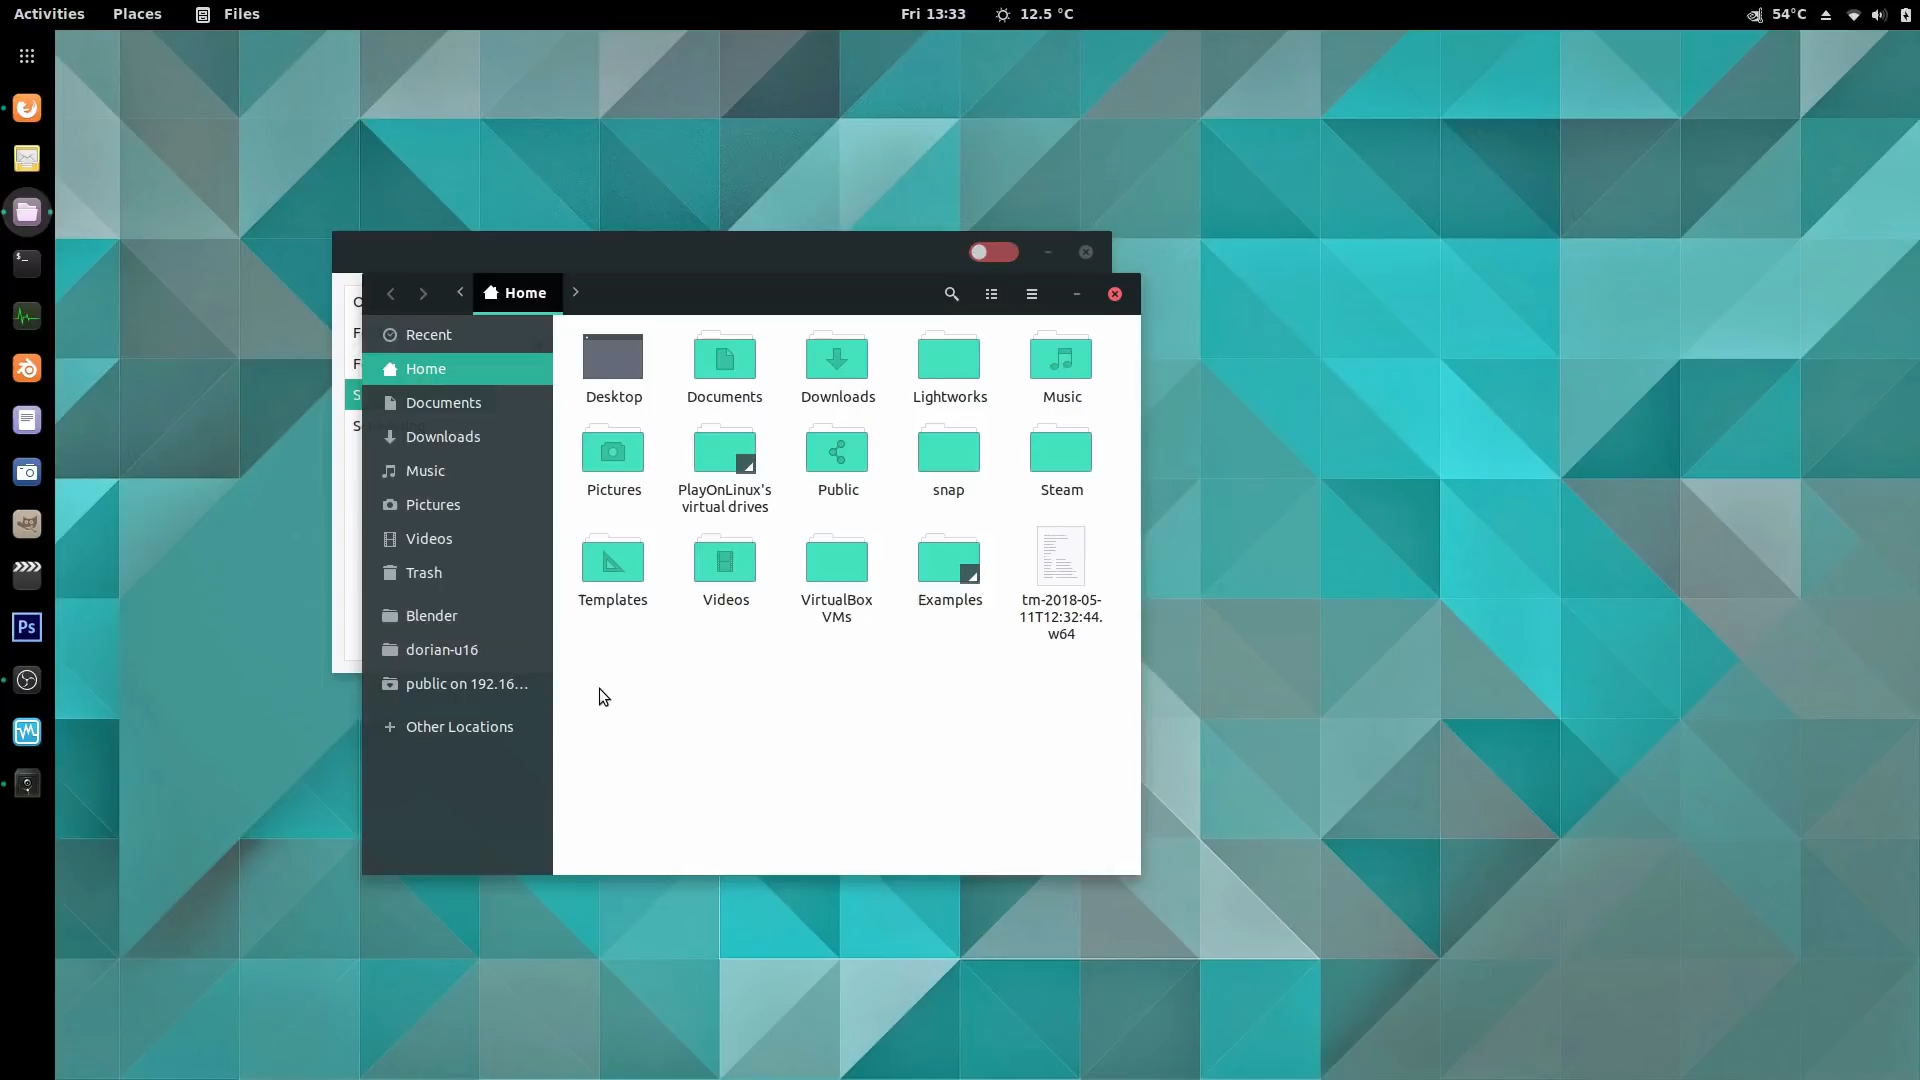 Activities Places Files Fri 13:33 12.5 °C 54°C
Home
Recent
Home
Documents
Downloads
Music
Pictures
Videos
Trash
Blender
dorian-u16
public on 192.16…
Other Locations
Desktop Documents Downloads Lightworks Music
Pictures PlayOnLinux's Public snap Steam
virtual drives
Templates Videos VirtualBox Examples tm-2018-05-
VMs 11T12:32:44.
w64
Ps